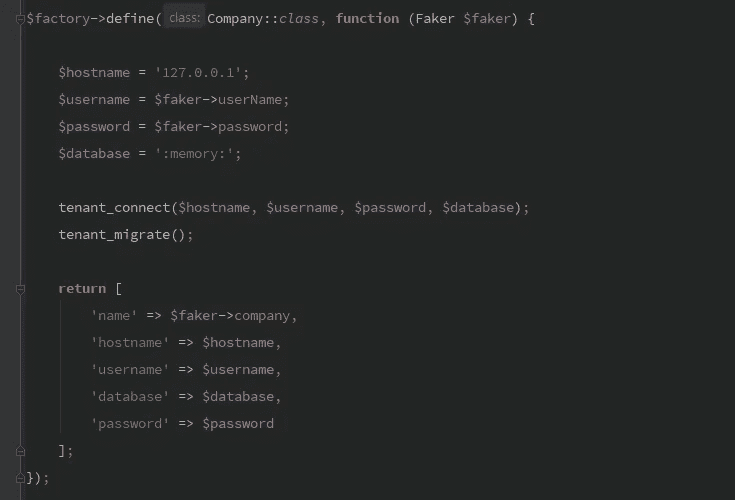 $factory->define( class: Company::class, function (Faker $faker) {
$hostname = '127.0.0.1';
$username = $faker->userName;
$password = $faker->password;
$database = ':memory:';
tenant_connect($hostname, $username, $password, $database);
tenant_migrate();
return [
'name' => $faker->company,
'hostname' => $hostname,
'username' => $username,
'database' => $database,
'password' => $password
];
});